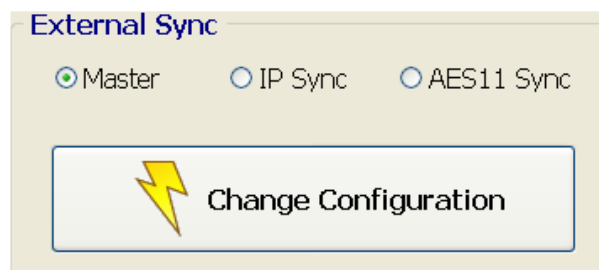 External Sync
Master IP Sync AES11 Sync
Change Configuration